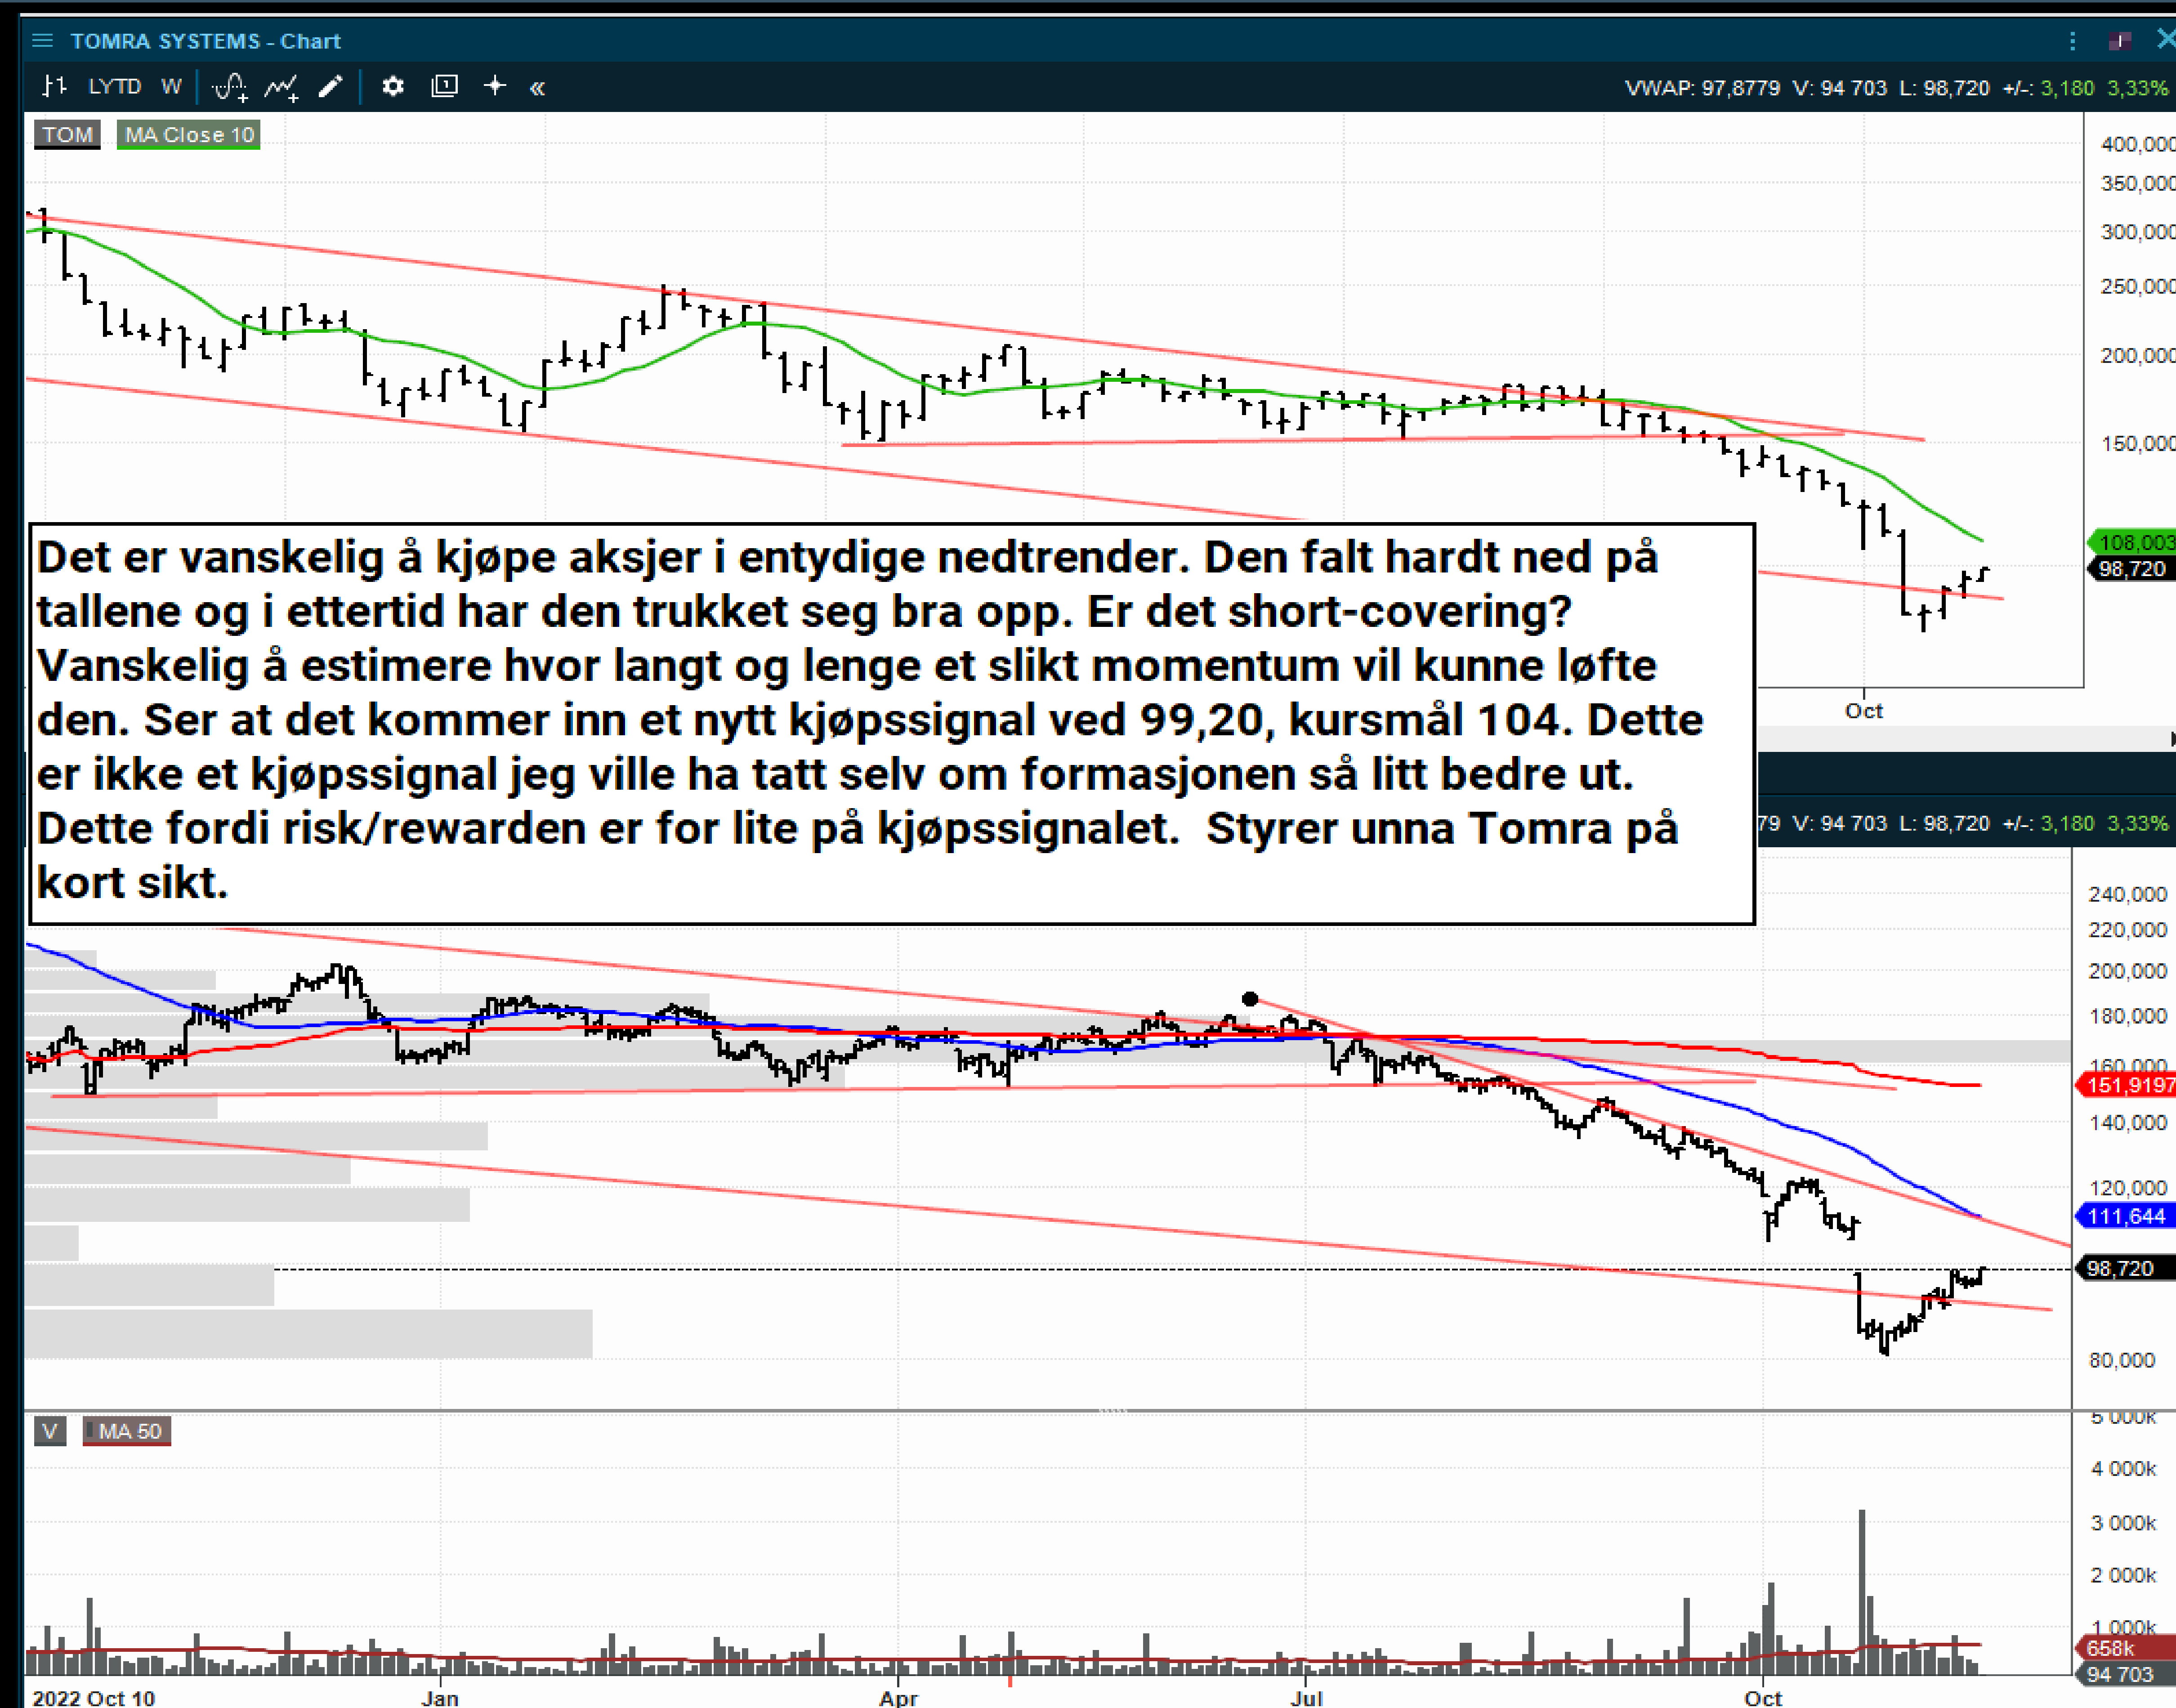 TOMRA SYSTEMS - Chart
LYTD W
VWAP: 97,8779 V: 94 703 L: 98,720 +/-: 3,180 3,33%
TOM MA Close 10
400,000
350,000
300,000
250,000
200,000
150,000
108,003
98,720
Oct
Det er vanskelig å kjøpe aksjer i entydige nedtrender. Den falt hardt ned på
tallene og i ettertid har den trukket seg bra opp. Er det short-covering?
Vanskelig å estimere hvor langt og lenge et slikt momentum vil kunne løfte
den. Ser at det kommer inn et nytt kjøpssignal ved 99,20, kursmål 104. Dette
er ikke et kjøpssignal jeg ville ha tatt selv om formasjonen så litt bedre ut.
Dette fordi risk/rewarden er for lite på kjøpssignalet. Styrer unna Tomra på
kort sikt.
79 V: 94 703 L: 98,720 +/-: 3,180 3,33%
240,000
220,000
200,000
180,000
160,000
151,9197
140,000
120,000
111,644
98,720
80,000
V MA 50
5 000k
4 000k
3 000k
2 000k
1 000k
658k
94 703
2022 Oct 10 Jan Apr Jul Oct